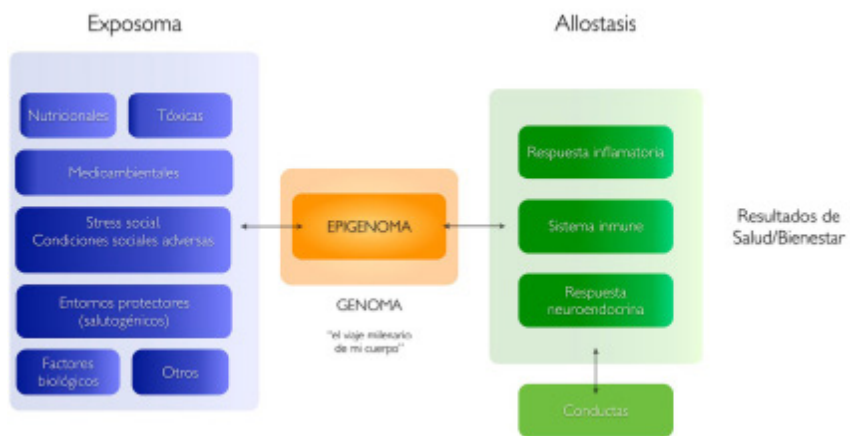 Exposoma
Allostasis
Nutricionales
Tóxicas
Medioambientales
Stress social
Condiciones sociales adversas
Entornos protectores
(salutogénicos)
Factores
biológicos
Otros
EPIGENOMA
GENOMA
"el viaje milenario
de mi cuerpo"
Respuesta inflamatoria
Sistema inmune
Respuesta
neuroendocrina
Conductas
Resultados de
Salud/Bienestar